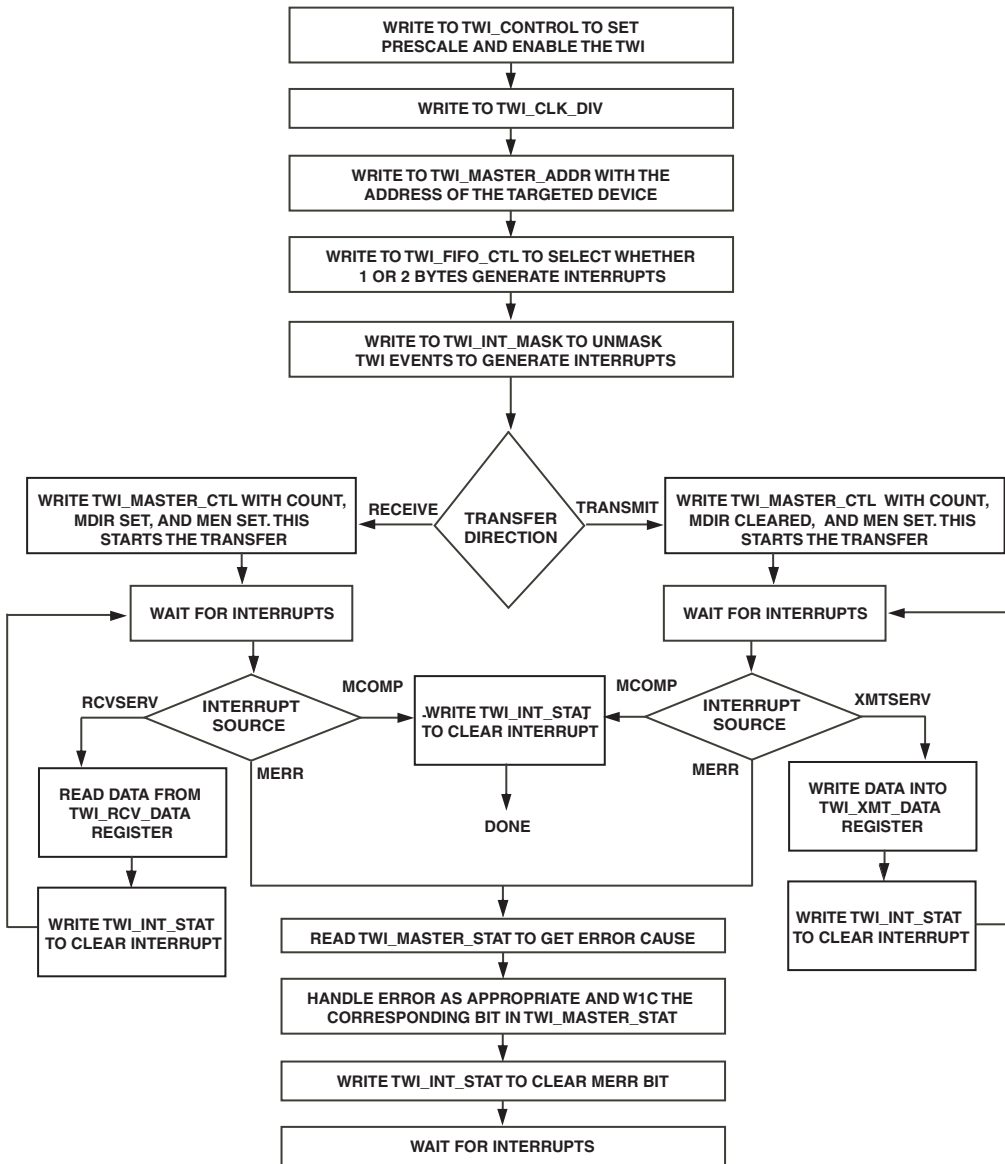 WRITE TO TWI_CONTROL TO SET
PRESCALE AND ENABLE THE TWI
WRITE TO TWI_CLK_DIV
WRITE TO TWI_MASTER_ADDR WITH THE
ADDRESS OF THE TARGETED DEVICE
WRITE TO TWI_FIFO_CTL TO SELECT WHETHER
1 OR 2 BYTES GENERATE INTERRUPTS
WRITE TO TWI_INT_MASK TO UNMASK
TWI EVENTS TO GENERATE INTERRUPTS
TRANSFER
DIRECTION
RECEIVE
TRANSMIT
WRITE TWI_MASTER_CTL WITH COUNT,
MDIR SET, AND MEN SET. THIS
STARTS THE TRANSFER
WRITE TWI_MASTER_CTL WITH COUNT,
MDIR CLEARED, AND MEN SET. THIS
STARTS THE TRANSFER
WAIT FOR INTERRUPTS
WAIT FOR INTERRUPTS
RCVSERV
INTERRUPT
SOURCE
MCOMP
MERR
WRITE TWI_INT_STAT
TO CLEAR INTERRUPT
DONE
MCOMP
INTERRUPT
SOURCE
XMTSERV
MERR
READ DATA FROM
TWI_RCV_DATA
REGISTER
WRITE TWI_INT_STAT
TO CLEAR INTERRUPT
WRITE DATA INTO
TWI_XMT_DATA
REGISTER
WRITE TWI_INT_STAT
TO CLEAR INTERRUPT
READ TWI_MASTER_STAT TO GET ERROR CAUSE
HANDLE ERROR AS APPROPRIATE AND W1C THE
CORRESPONDING BIT IN TWI_MASTER_STAT
WRITE TWI_INT_STAT TO CLEAR MERR BIT
WAIT FOR INTERRUPTS